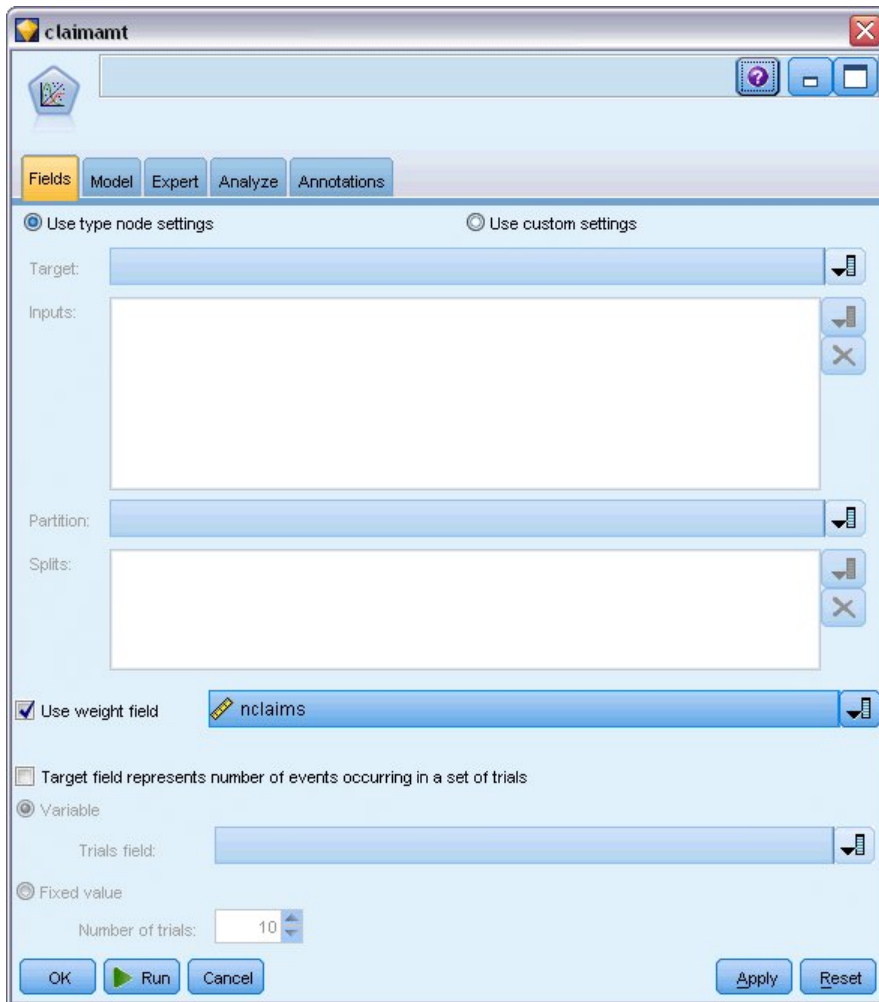 claimamt
Fields Model Expert Analyze Annotations
Use type node settings Use custom settings
Target:
Inputs:
Partition:
Splits:
Use weight field nclaims
Target field represents number of events occurring in a set of trials
Variable
Trials field:
Fixed value
Number of trials: 10
OK Run Cancel Apply Reset